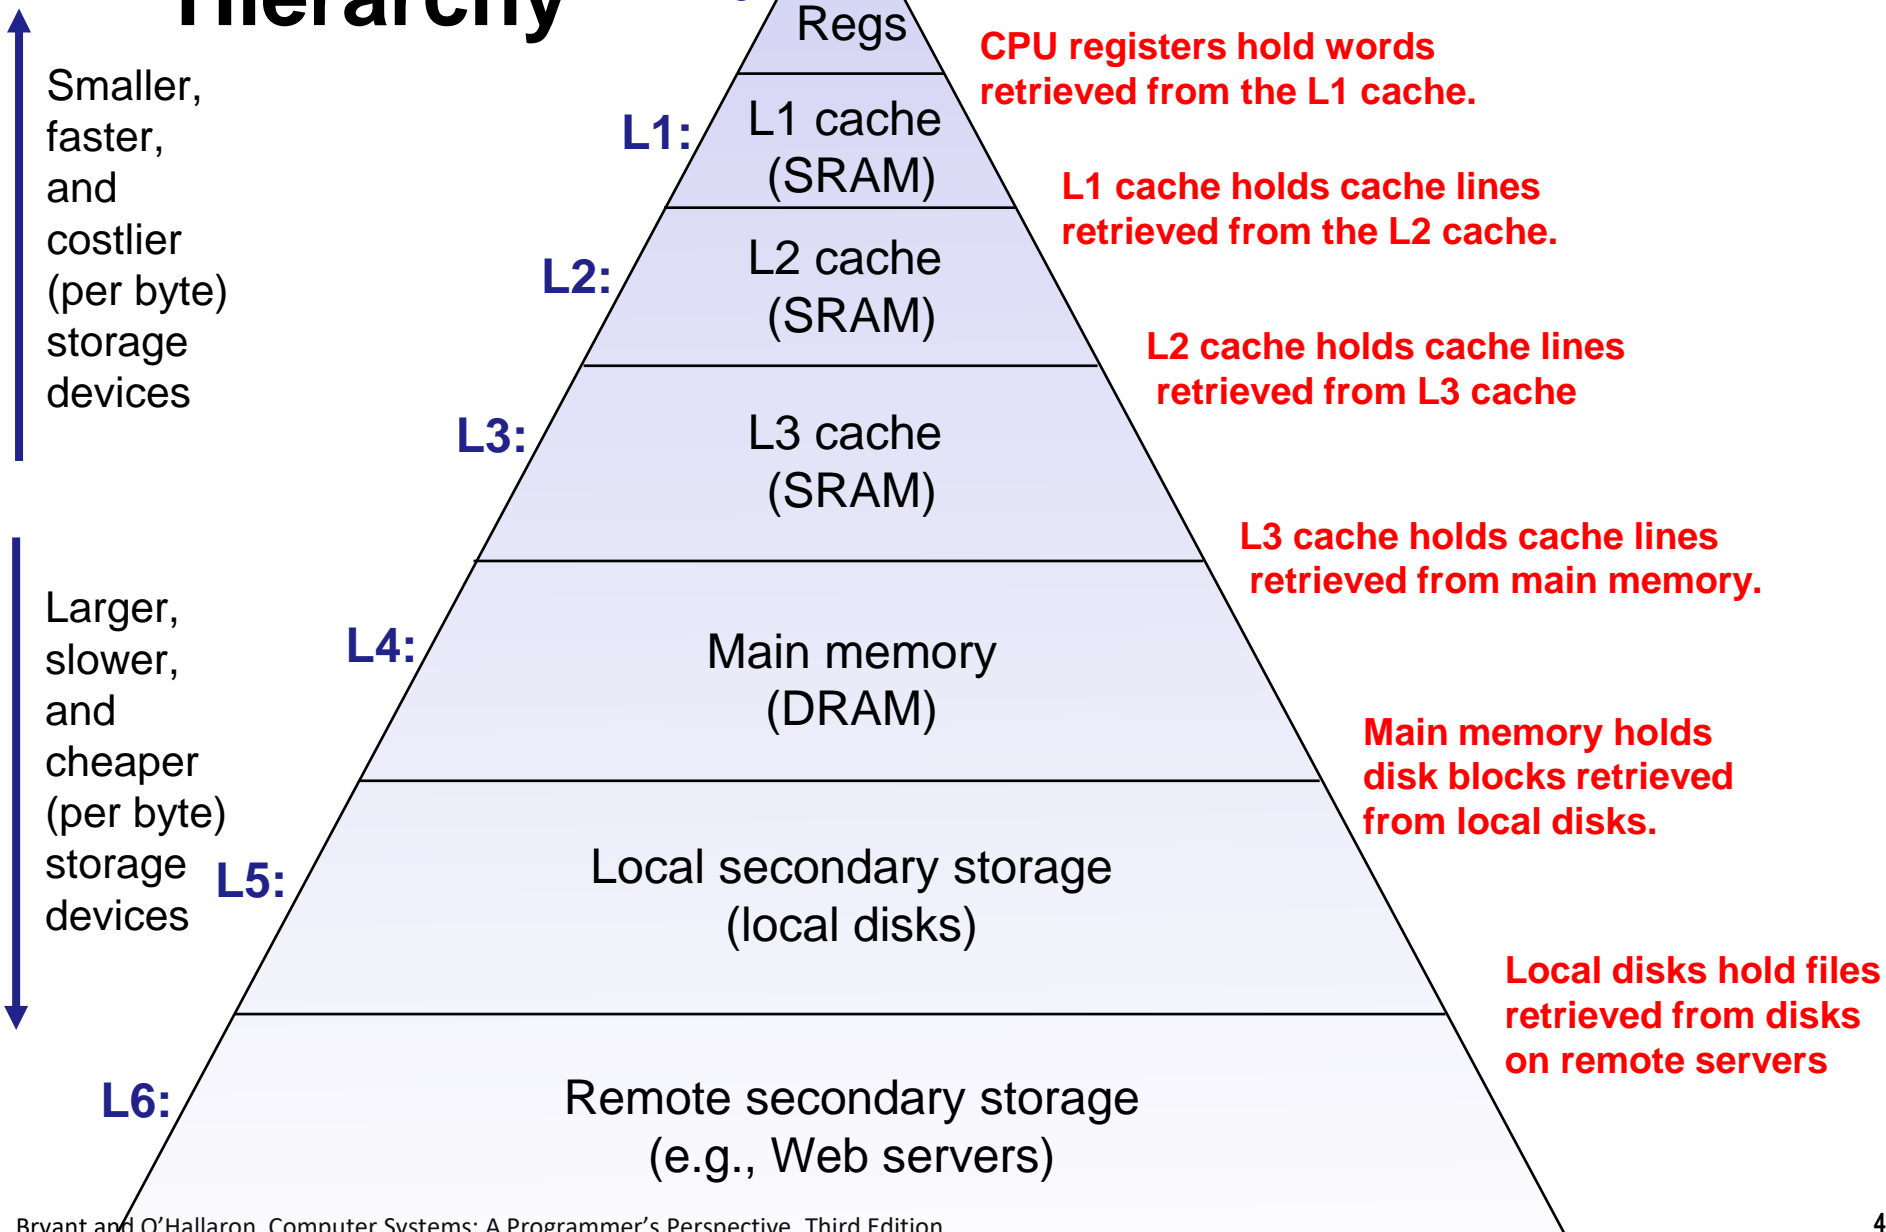 Hierarchy
Regs
CPU registers hold words
retrieved from the L1 cache.
Smaller,
faster,
and
costlier
(per byte)
storage
devices
L1:
L1 cache
(SRAM)
L1 cache holds cache lines
retrieved from the L2 cache.
L2:
L2 cache
(SRAM)
L2 cache holds cache lines
retrieved from L3 cache
L3:
L3 cache
(SRAM)
L3 cache holds cache lines
retrieved from main memory.
Larger,
slower,
and
cheaper
(per byte)
storage
devices
L4:
Main memory
(DRAM)
Main memory holds
disk blocks retrieved
from local disks.
L5:
Local secondary storage
(local disks)
Local disks hold files
retrieved from disks
on remote servers
L6:
Remote secondary storage
(e.g., Web servers)
Bryant and O’Hallaron, Computer Systems: A Programmer’s Perspective, Third Edition
4